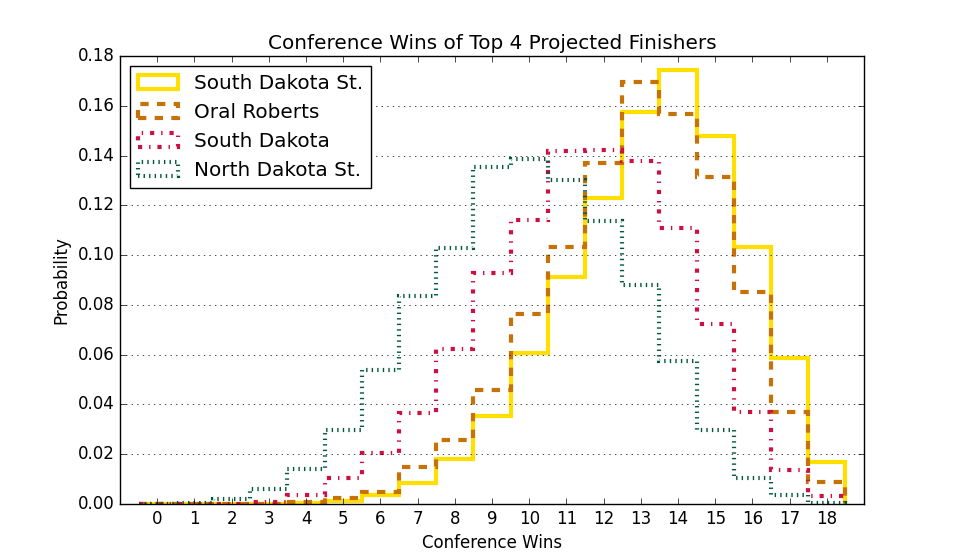 Conference Wins of Top 4 Projected Finishers
South Dakota St.
Oral Roberts
South Dakota
North Dakota St.
Probability
0.18
0.16
0.14
0.12
0.10
0.08
0.06
0.04
0.02
0.00
0 1 2 3 4 5 6 7 8 9 10 11 12 13 14 15 16 17 18
Conference Wins